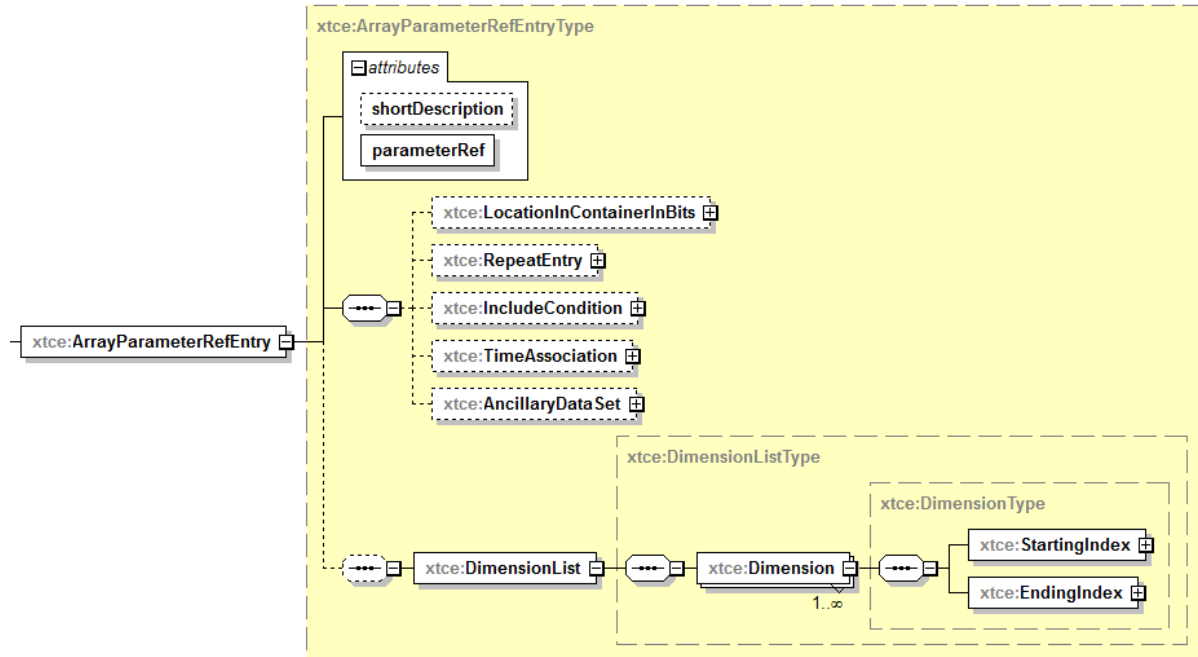 xtce:ArrayParameterRefEntryType
attributes
shortDescription
parameterRef
xtce:LocationInContainerInBits
xtce:RepeatEntry
xtce:IncludeCondition
xtce:ArrayParameterRefEntry
xtce:TimeAssociation
xtce:AncillaryDataSet
xtce:DimensionListType
xtce:DimensionType
xtce:StartingIndex
xtce:DimensionList
xtce:Dimension
1..∞
xtce:EndingIndex